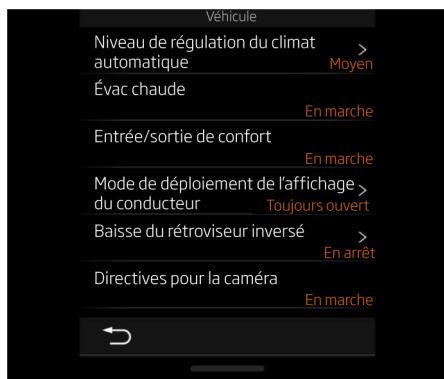 Véhicule
Niveau de régulation du climat
automatique
Moyen
Évac chaude
En marche
Entrée/sortie de confort
En marche
Mode de déploiement de l'affichage
du conducteur
Toujours ouvert
Baisse du rétroviseur inversé
En arrêt
Directives pour la caméra
En marche